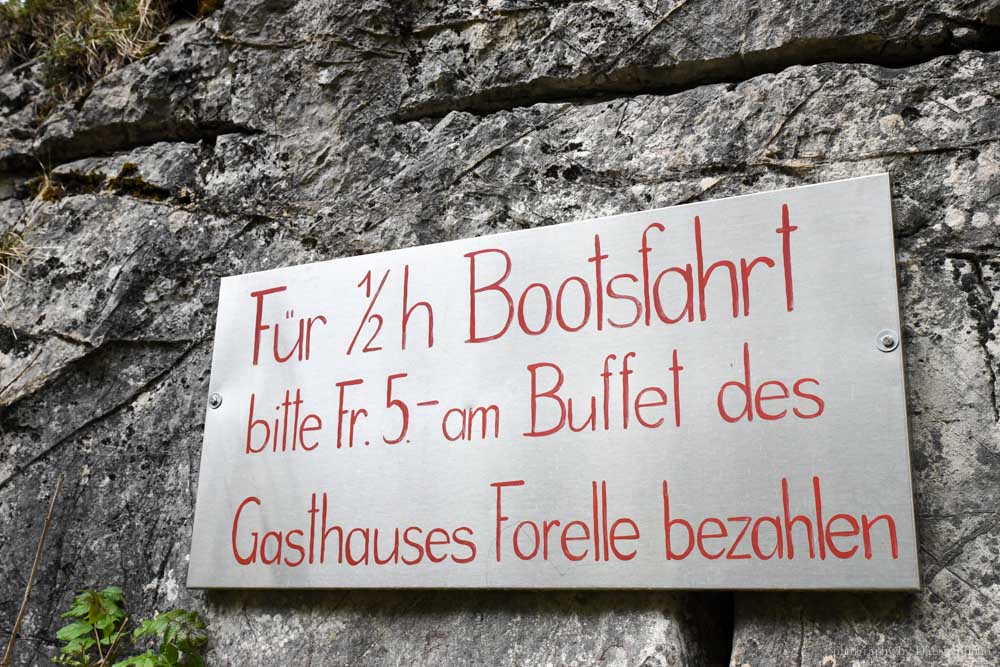 Für ½ h Bootsfahrt
bitte Fr. 5.- am Buffet des
Gasthauses Forelle bezahlen